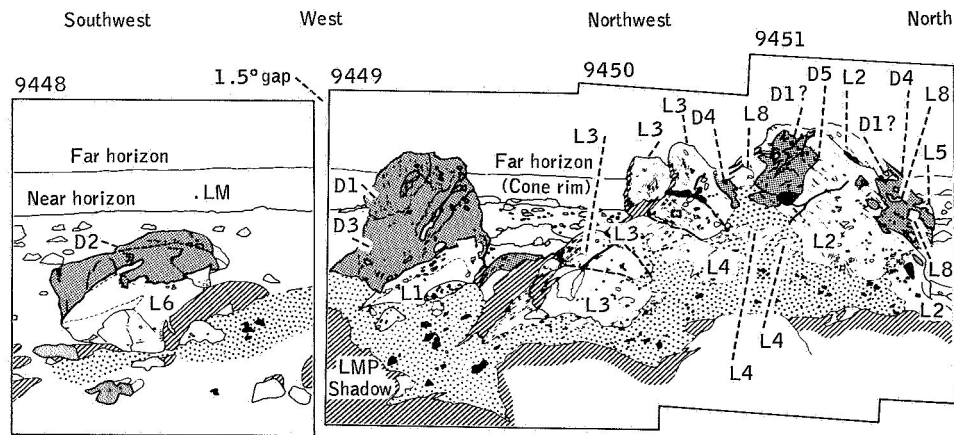 Southwest
West
Northwest
North
9448
1.5° gap
9449
9450
9451
L3
L3
L3
D4
L8
D1?
D5
L2
D1?
D4
L8
L5
Far horizon
Near horizon
.LM
D1
D3
Far horizon
(Cone rim)
D2
L6
L1
L3
L3
L4
L2
L8
L2
LMP
Shadow
L4
L4